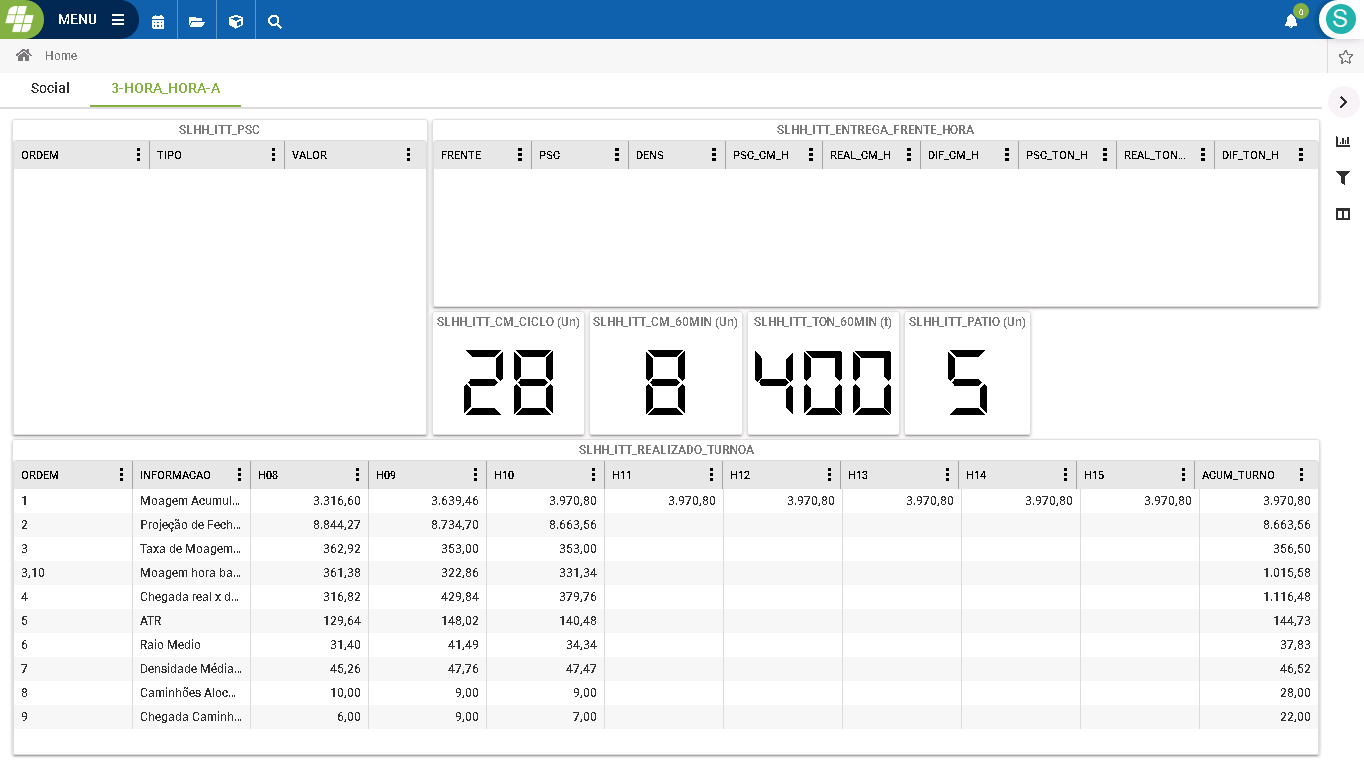 MENU
0
S
Home
Social 3-HORA_HORA-A
SLHH_ITT_PSC
ORDEM TIPO VALOR
SLHH_ITT_ENTREGA_FRENTE_HORA
FRENTE PSC DENS PSC_CM_H REAL_CM_H DIF_CM_H PSC_TON_H REAL_TON... DIF_TON_H
SLHH_ITT_CM_CICLO (Un) SLHH_ITT_CM_60MIN (Un) SLHH_ITT_TON_60MIN (t) SLHH_ITT_PATIO (Un)
28 8 400 5
SLHH_ITT_REALIZADO_TURNOA
ORDEM INFORMACAO H08 H09 H10 H11 H12 H13 H14 H15 ACUM_TURNO
1 Moagem Acumul... 3.316,60 3.639,46 3.970,80 3.970,80 3.970,80 3.970,80 3.970,80 3.970,80 3.970,80
2 Projeção de Fech... 8.844,27 8.734,70 8.663,56 8.663,56
3 Taxa de Moagem... 362,92 353,00 353,00 356,50
3,10 Moagem hora ba... 361,38 322,86 331,34 1.015,58
4 Chegada real x d... 316,82 429,84 379,76 1.116,48
5 ATR 129,64 148,02 140,48 144,73
6 Raio Medio 31,40 41,49 34,34 37,83
7 Densidade Média... 45,26 47,76 47,47 46,52
8 Caminhões Aloc... 10,00 9,00 9,00 28,00
9 Chegada Caminh... 6,00 9,00 7,00 22,00